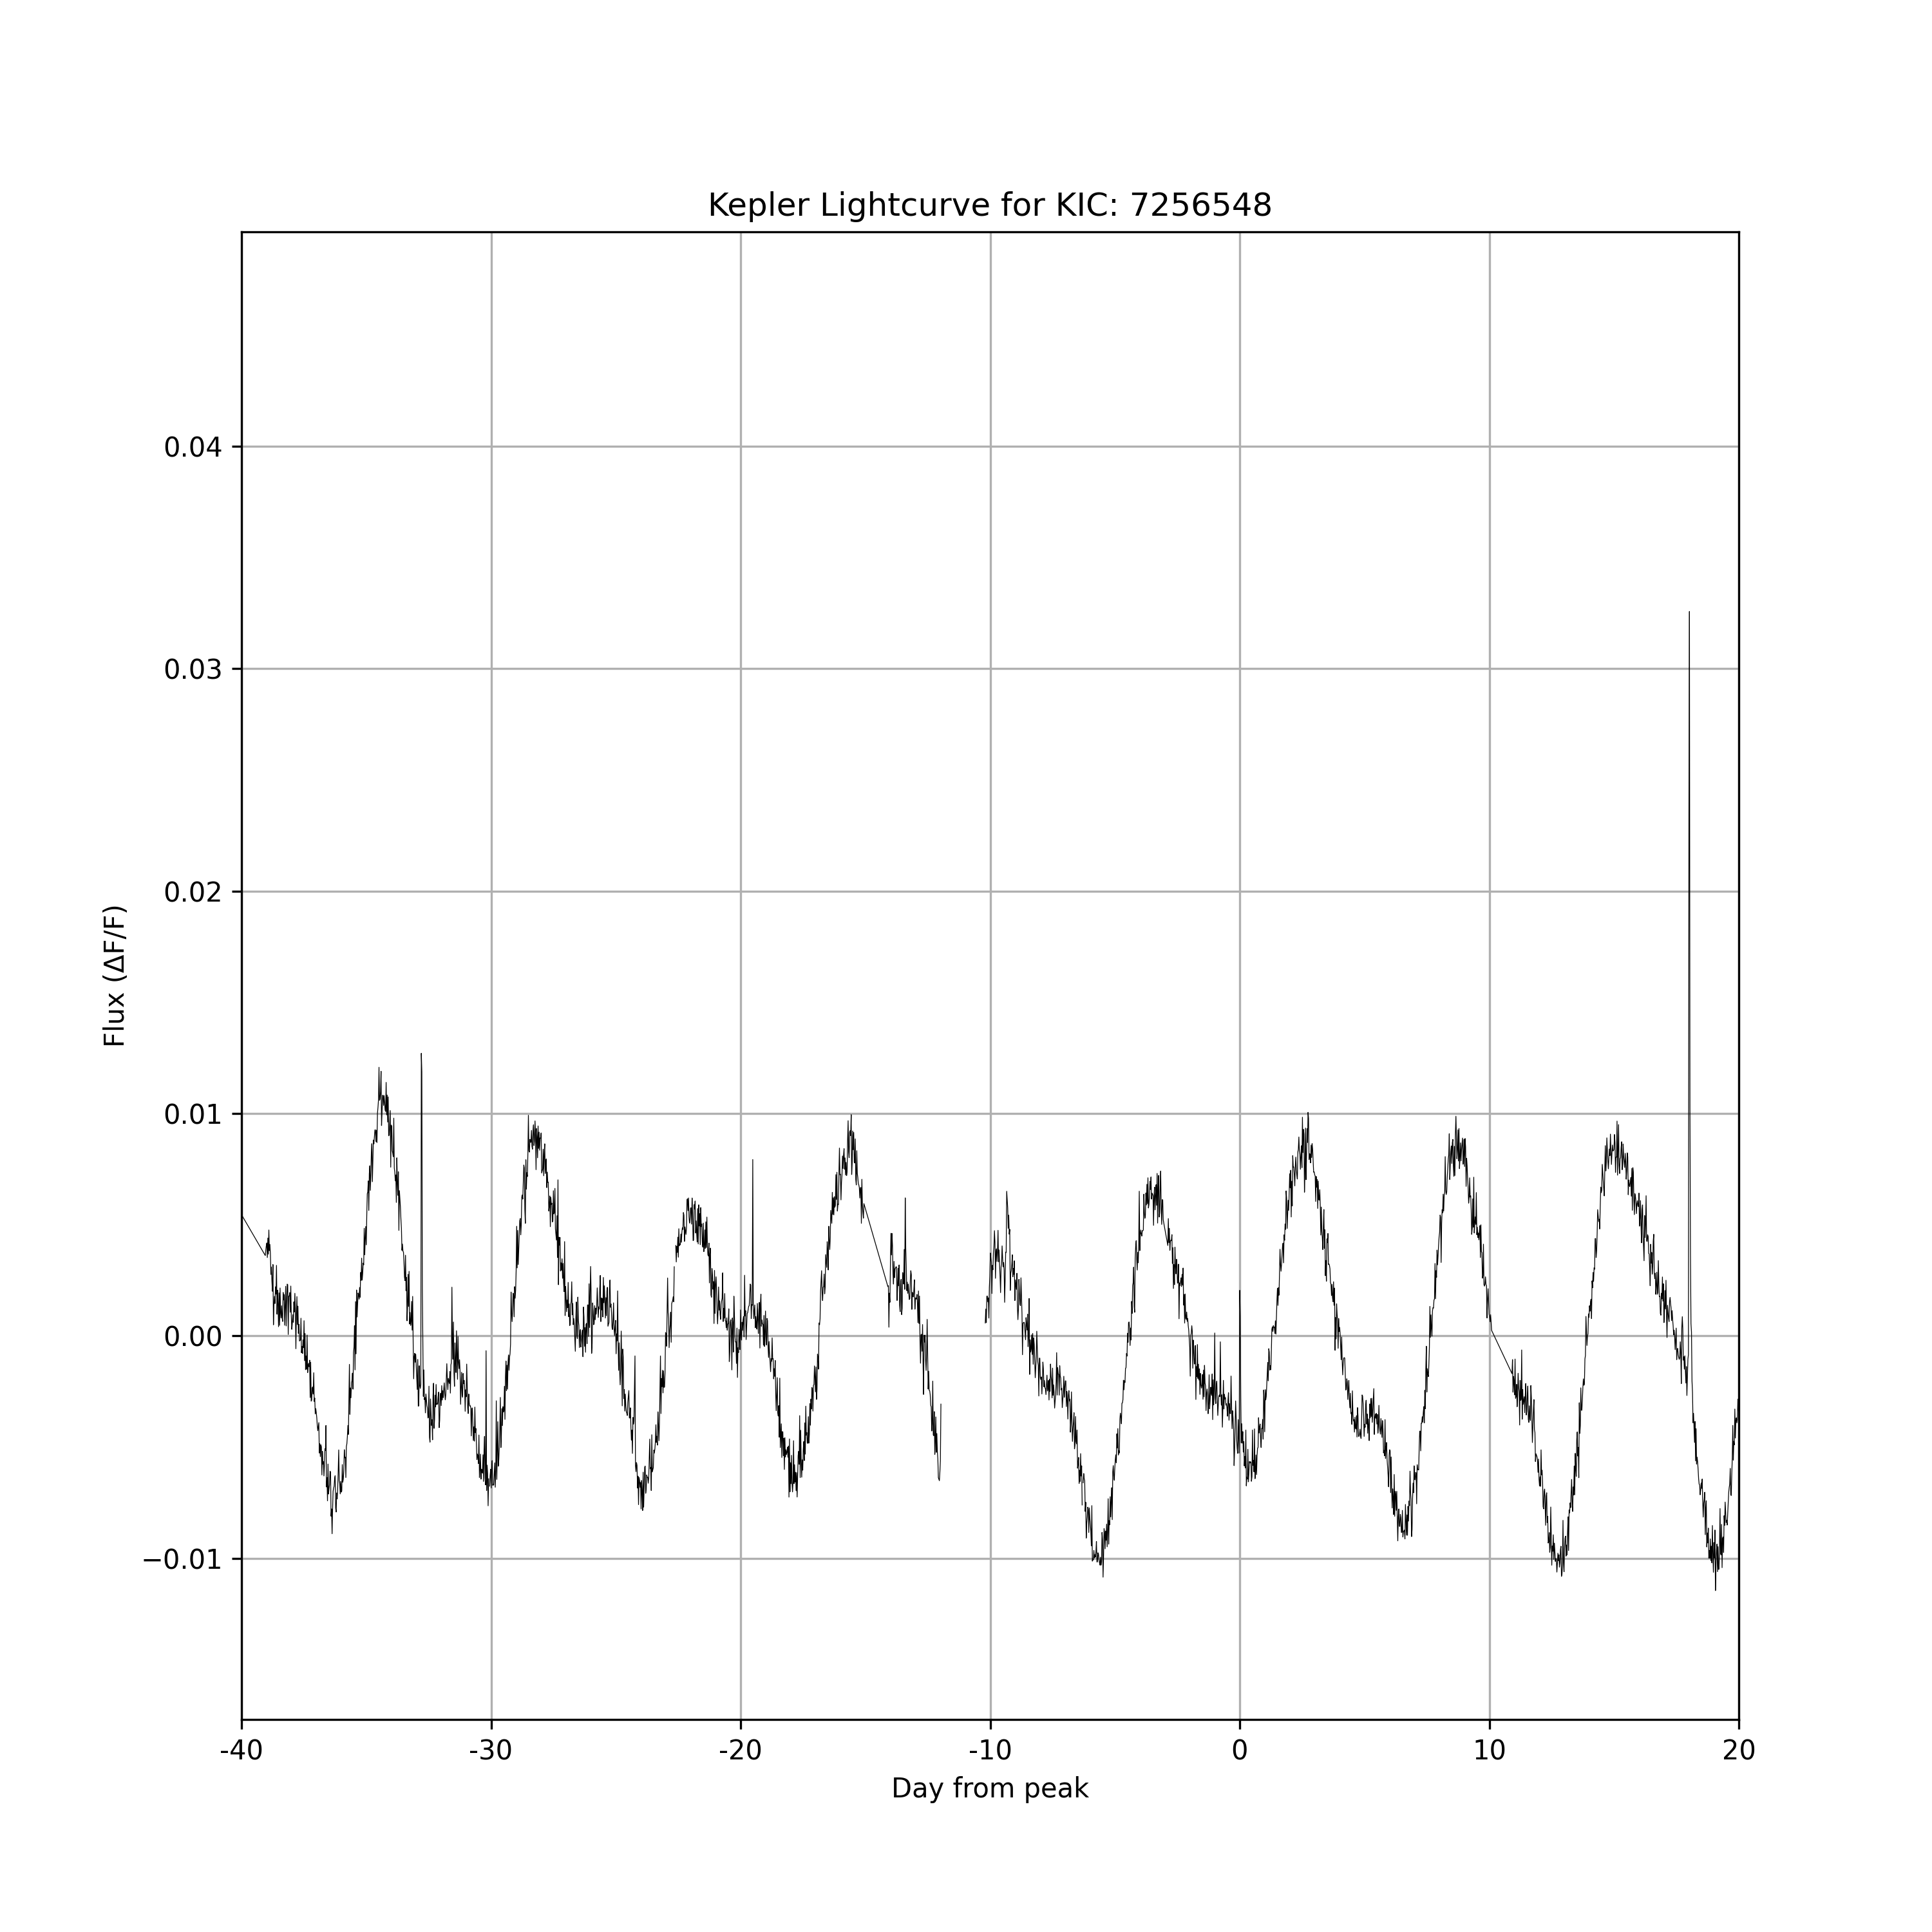 Kepler Lightcurve for KIC: 7256548
0.04
0.03
0.02
0.01
0.00
−0.01
Flux (ΔF/F)
-40 -30 -20 -10 0 10 20
Day from peak